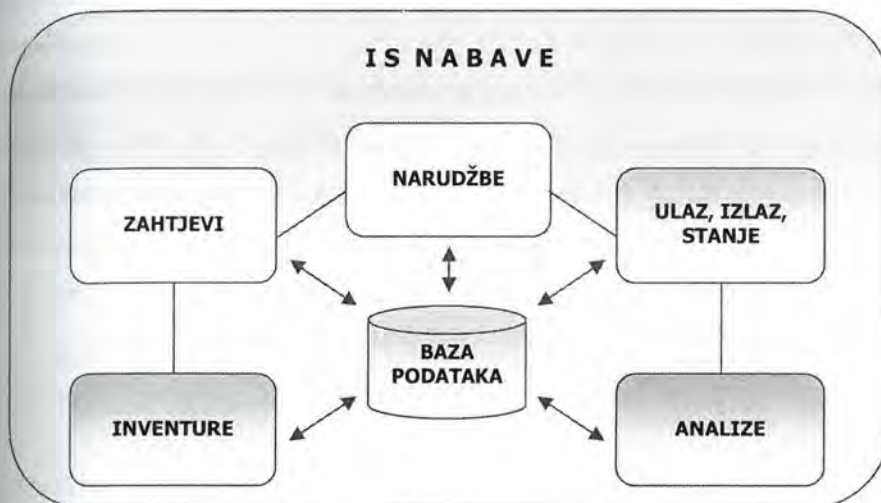 IS NABAVE
NARUDŽBE
ZAHTJEVI
ULAZ, IZLAZ,
STANJE
BAZA
PODATAKA
INVENTURE
ANALIZE